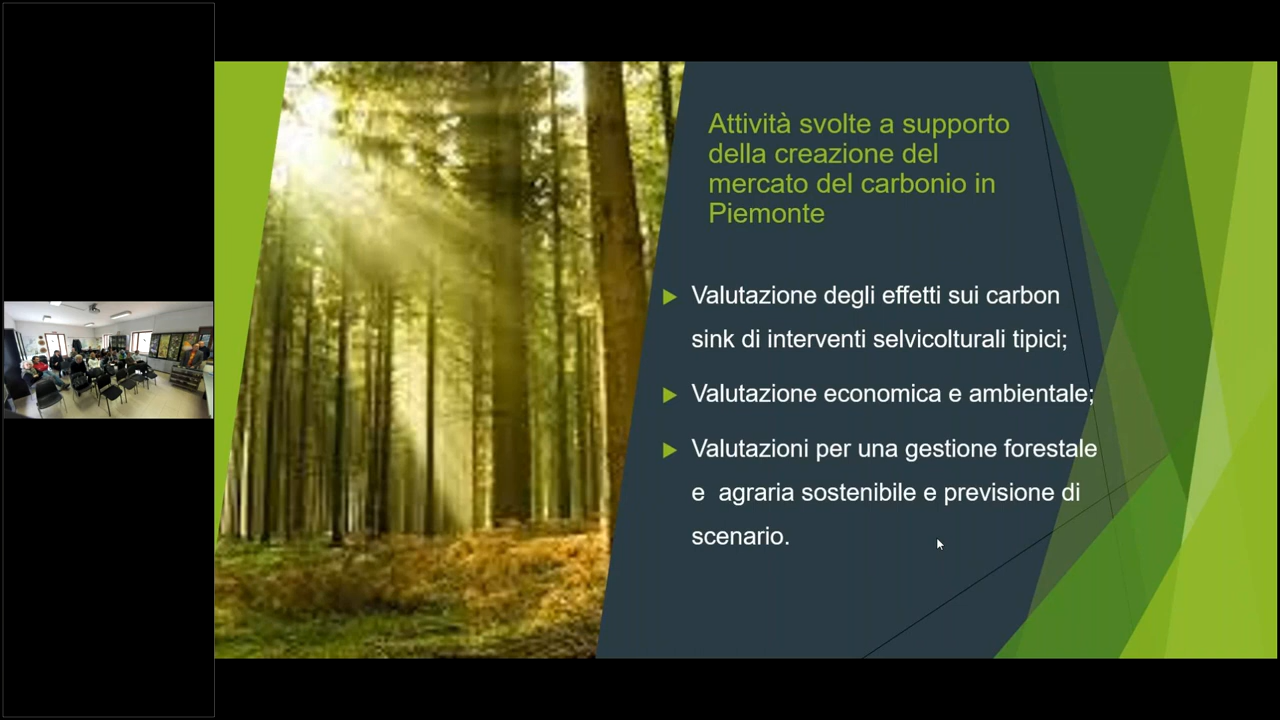 Attività svolte a supporto
della creazione del
mercato del carbonio in
Piemonte
Valutazione degli effetti sui carbon
sink di interventi selvicolturali tipici;
Valutazione economica e ambientale;
Valutazioni per una gestione forestale
e  agraria sostenibile e previsione di
scenario.